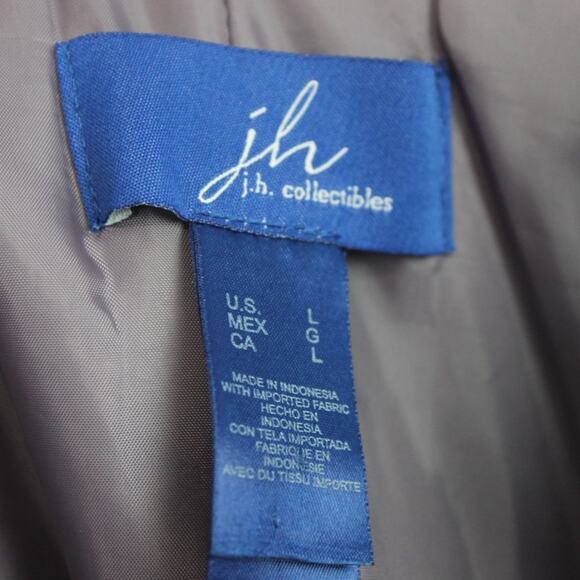 jh
j.h. collectibles
U.S. L
MEX G
CA L
MADE IN INDONESIA
WITH IMPORTED FABRIC
HECHO EN
INDONESIA
CON TELA IMPORTADA
FABRIQUE EN
INDONESIE
AVEC DU TISSU IMPORTE